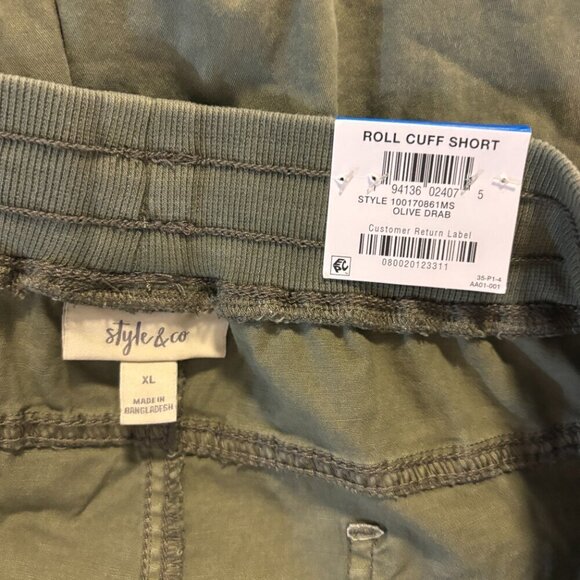 ROLL CUFF SHORT
94136 02407 5
STYLE 100170861MS
OLIVE DRAB
Customer Return Label
080020123311
35-P1-4
AA01-001
style&co
XL
MADE IN
BANGLADESH